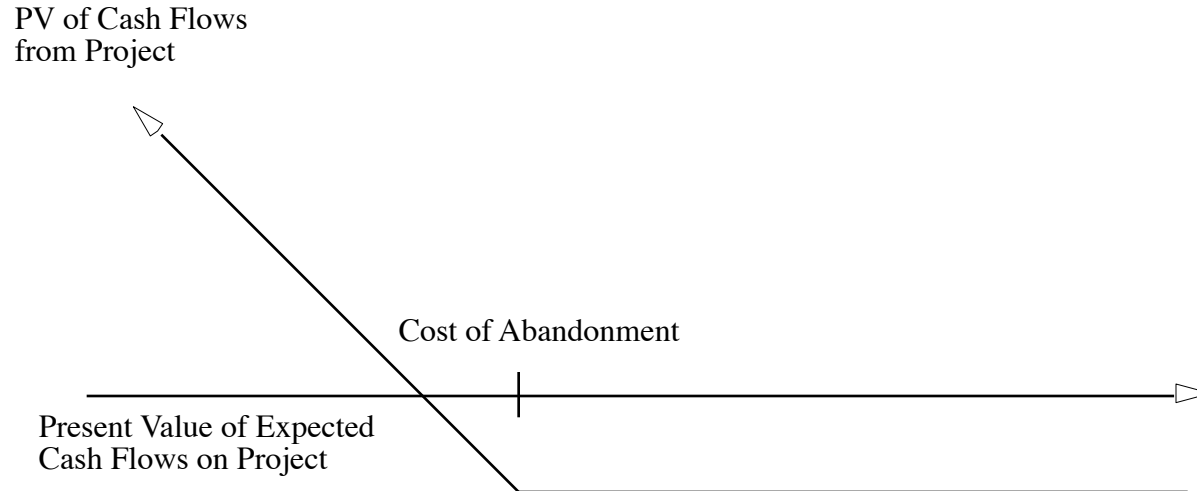 PV of Cash Flows
from Project
Cost of Abandonment
Present Value of Expected
Cash Flows on Project